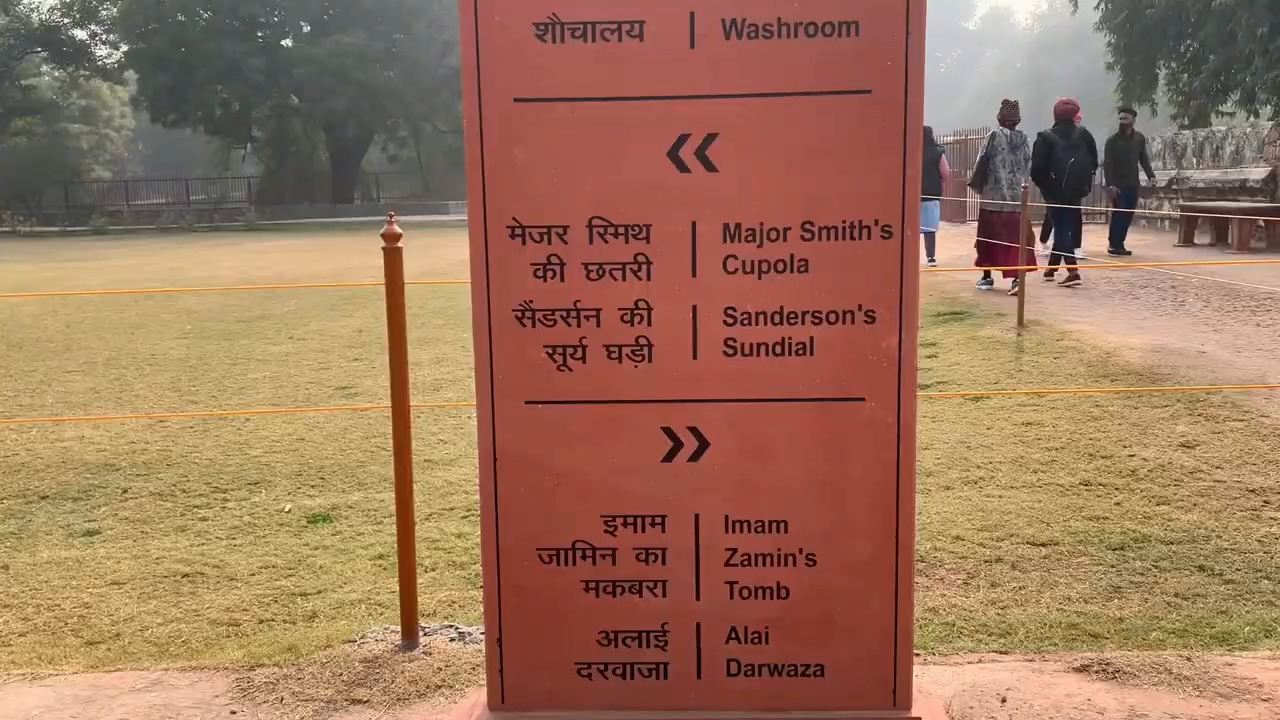 शौचालय | Washroom
«
मेजर स्मिथ | Major Smith's
की छतरी | Cupola
सैंडर्सन की | Sanderson's
सूर्य घड़ी | Sundial
»
इमाम | Imam
जामिन का | Zamin's
मकबरा | Tomb
अलाई | Alai
दरवाजा | Darwaza